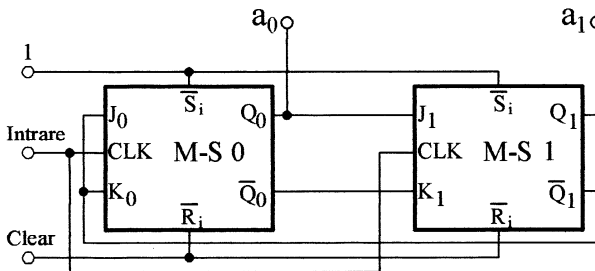 a₀ a₁
1
S̅ᵢ S̅ᵢ
J₀ Q₀ J₁ Q₁
Intrare
CLK M-S 0 CLK M-S 1
K₀ Q̅₀ K₁ Q̅₁
R̅ᵢ R̅ᵢ
Clear